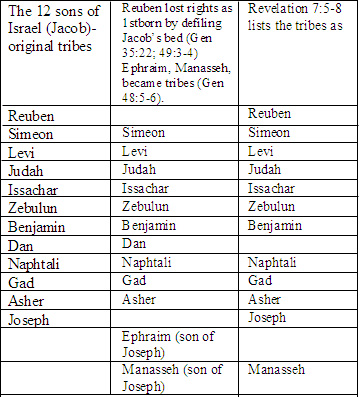 The 12 sons of
Israel (Jacob)-
original tribes
Reuben lost rights as
1stborn by defiling
Jacob's bed (Gen
35:22; 49:3-4)
Ephraim, Manasseh,
became tribes (Gen
48:5-6).
Revelation 7:5-8
lists the tribes as
Reuben Reuben
Simeon Simeon Simeon
Levi Levi Levi
Judah Judah Judah
Issachar Issachar Issachar
Zebulun Zebulun Zebulun
Benjamin Benjamin Benjamin
Dan Dan
Naphtali Naphtali Naphtali
Gad Gad Gad
Asher Asher Asher
Joseph Joseph
Ephraim (son of
Joseph)
Manasseh (son of
Joseph)
Manasseh